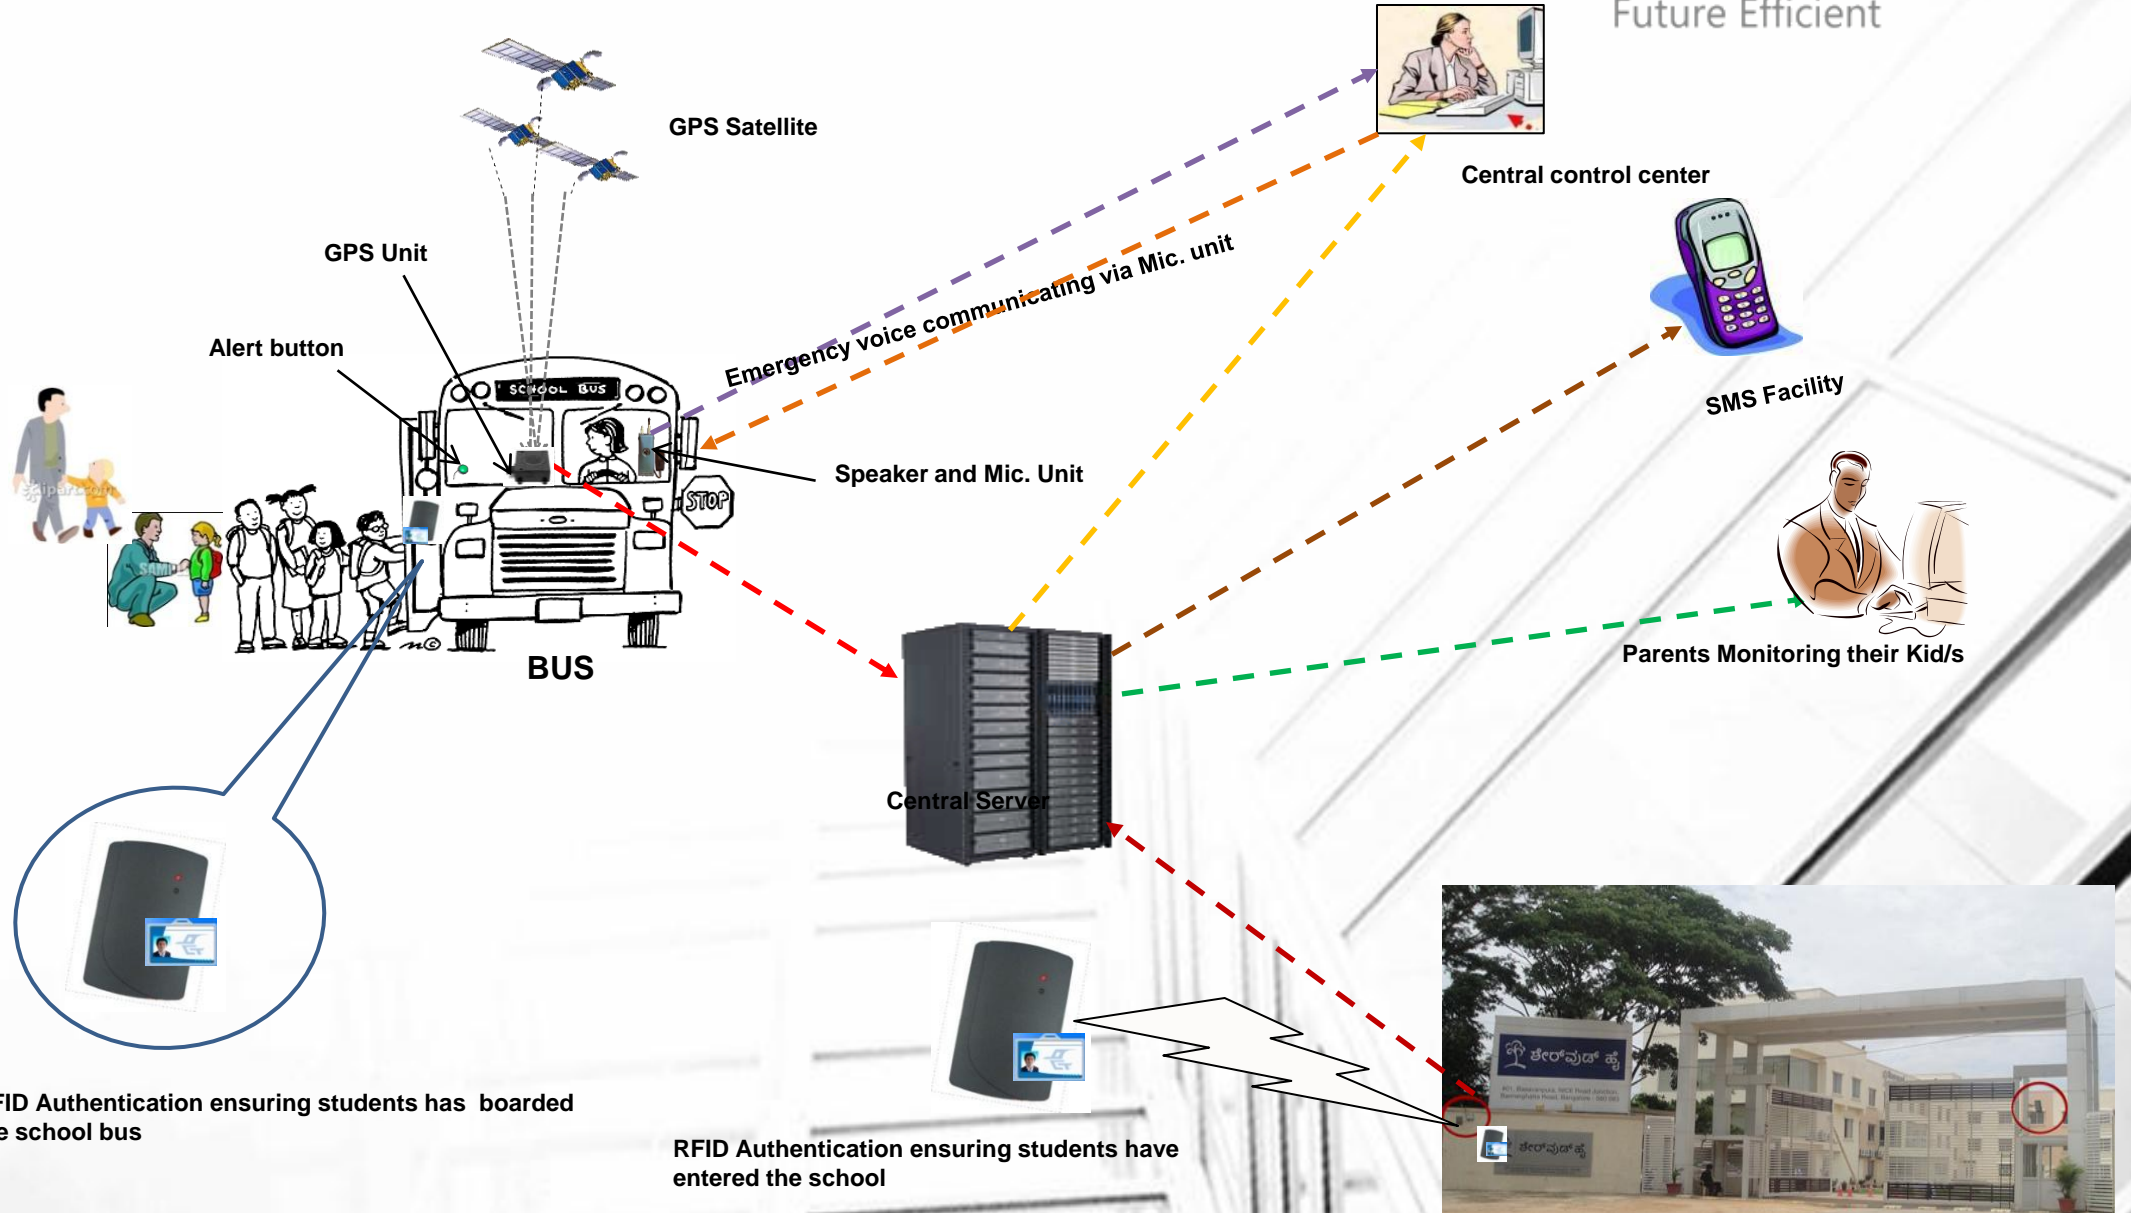 Future Efficient
GPS Satellite
Central control center
GPS Unit
Emergency voice communicating via Mic. unit
Alert button
SCHOOL BUS
SMS Facility
Speaker and Mic. Unit
STOP
BUS
Parents Monitoring their Kid/s
Central Server
ಶೇರ್‌ವುಡ್ ಹೈ
ಶೇರ್‌ವುಡ್ ಹೈ
FID Authentication ensuring students has boarded
e school bus
RFID Authentication ensuring students have
entered the school